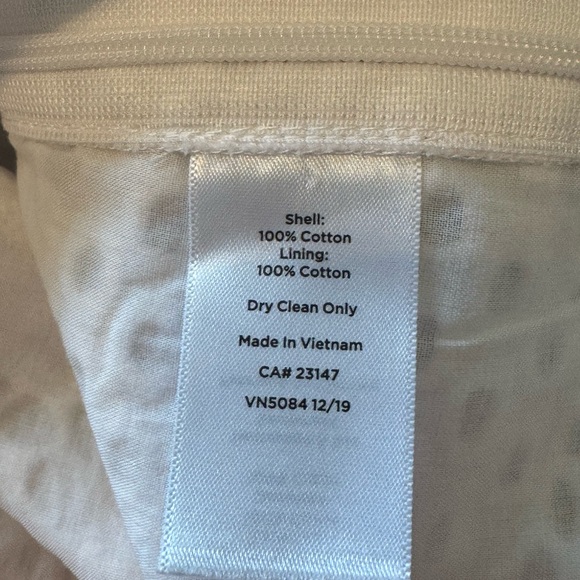 Shell:
100% Cotton
Lining:
100% Cotton
Dry Clean Only
Made In Vietnam
CA# 23147
VN5084 12/19